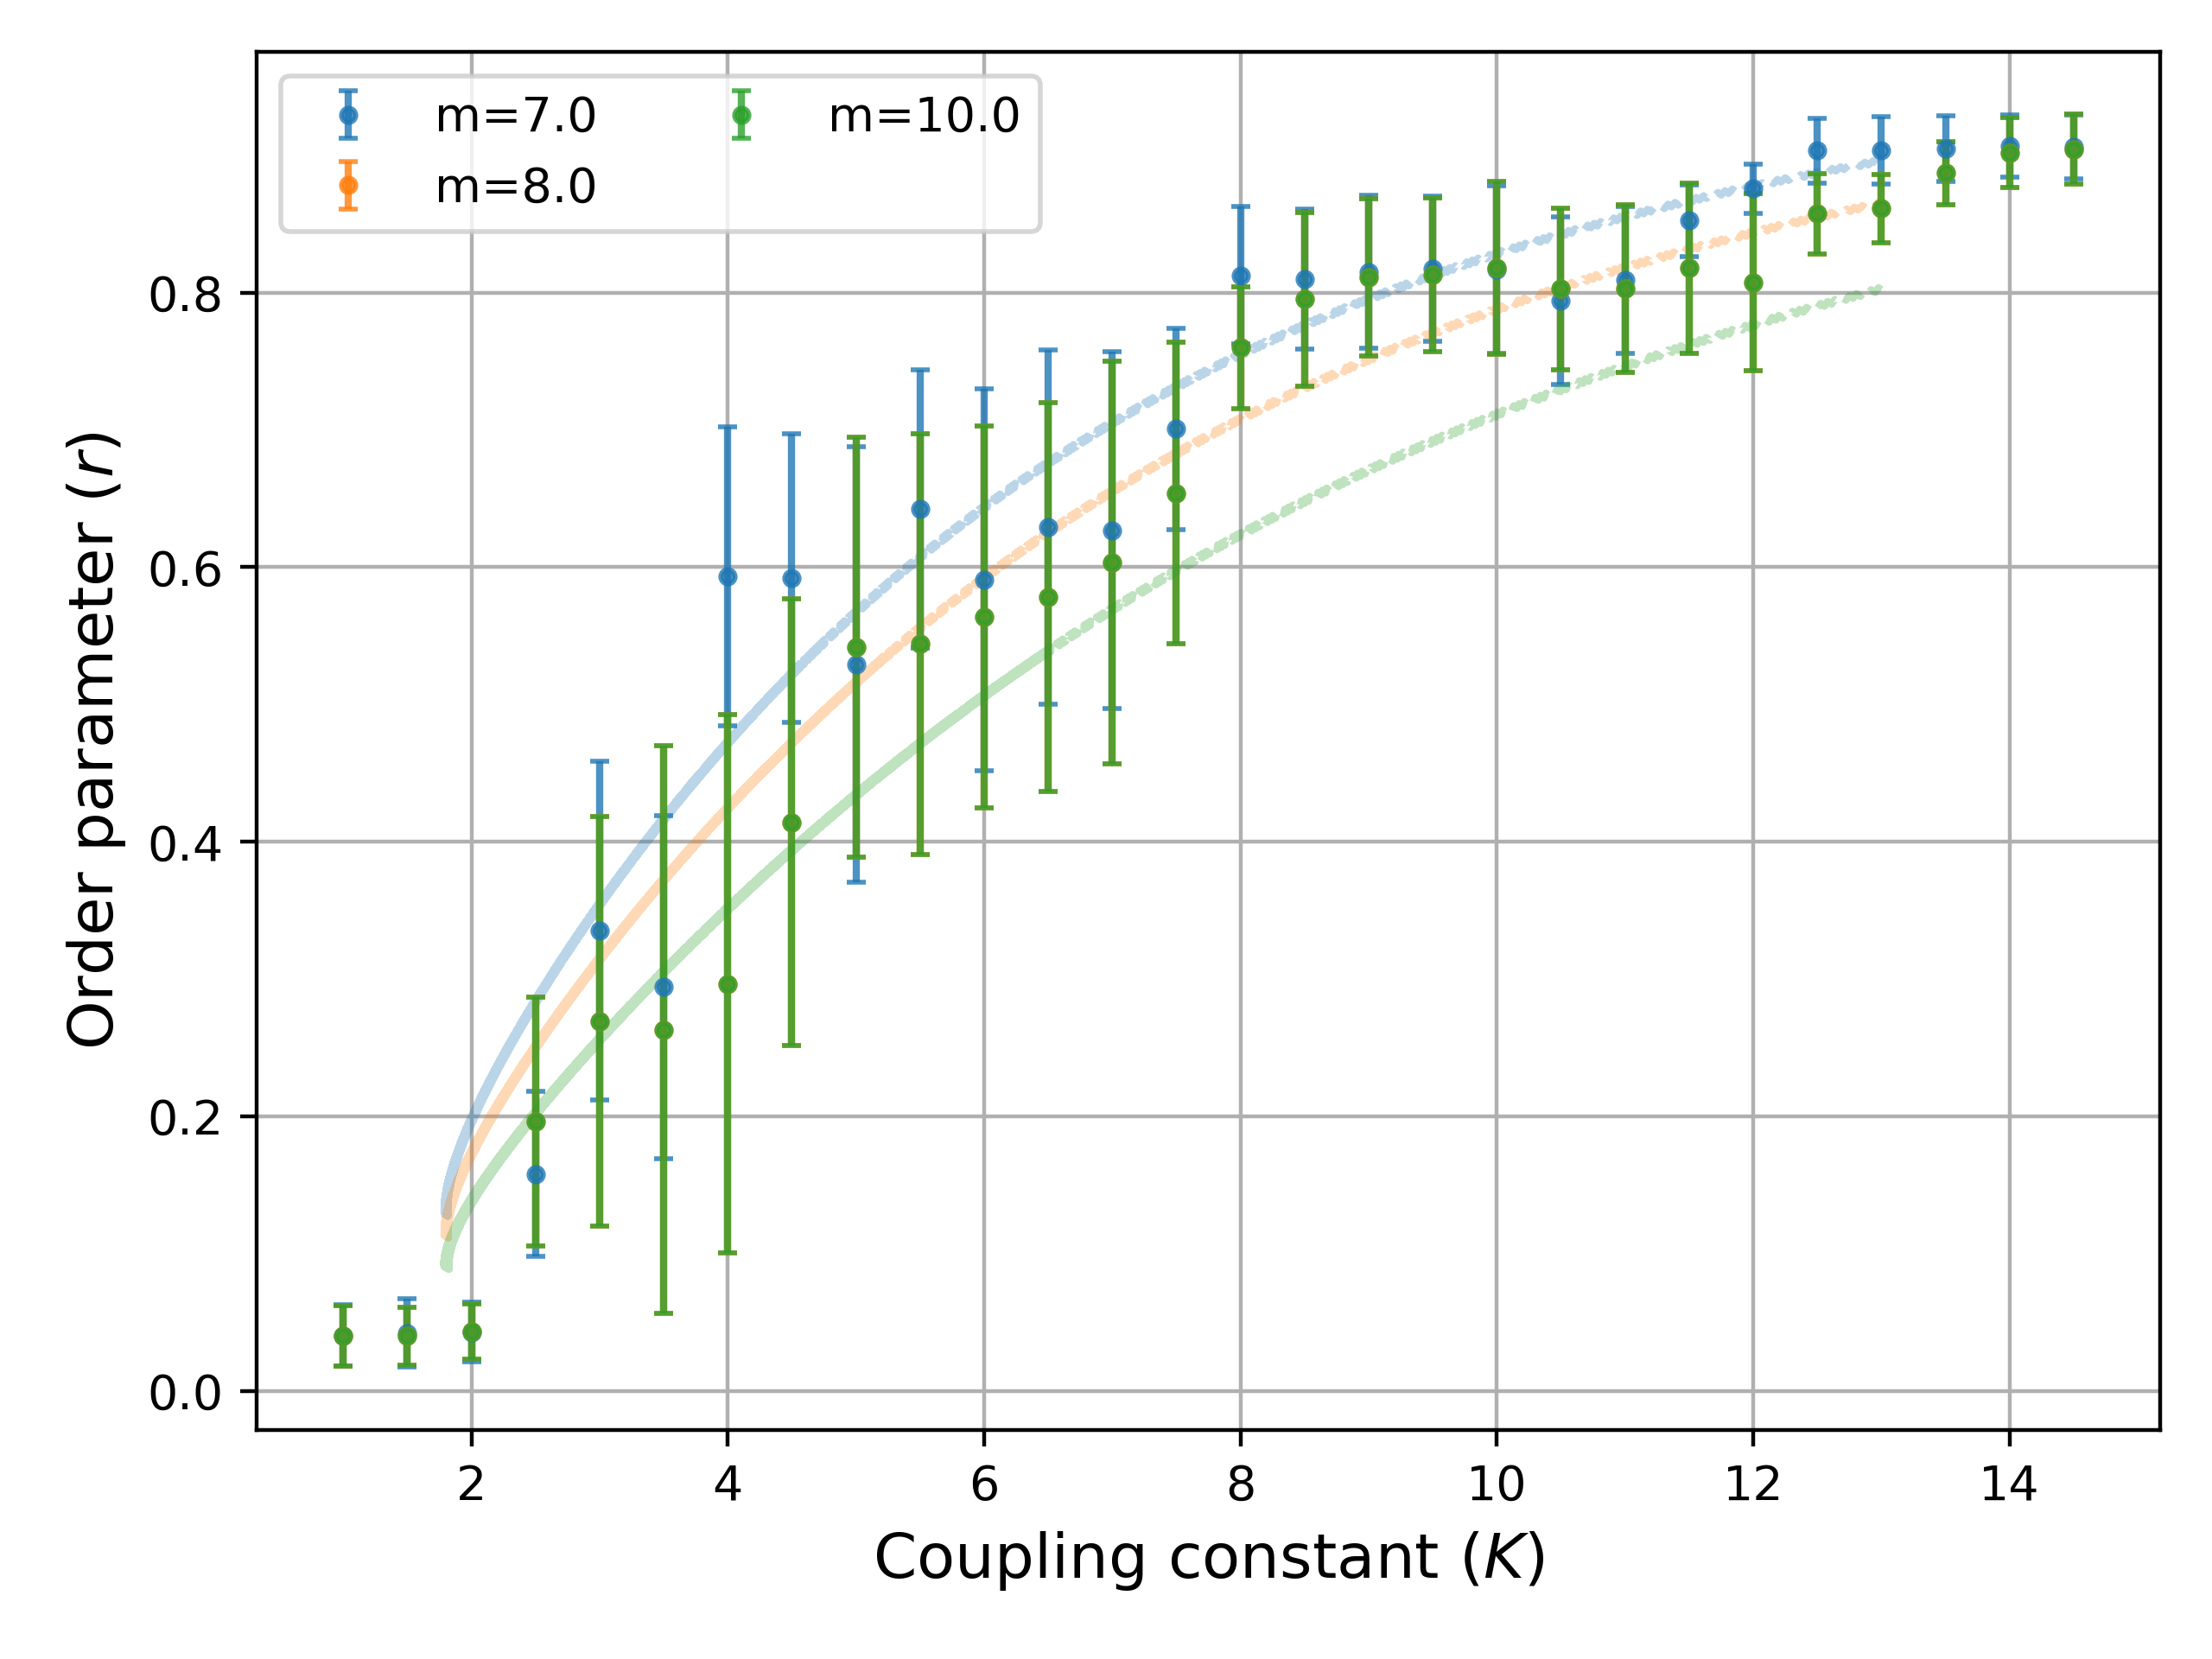 m=7.0
m=8.0
m=10.0
Order parameter (r)
0.8
0.6
0.4
0.2
0.0
2 4 6 8 10 12 14
Coupling constant (K)